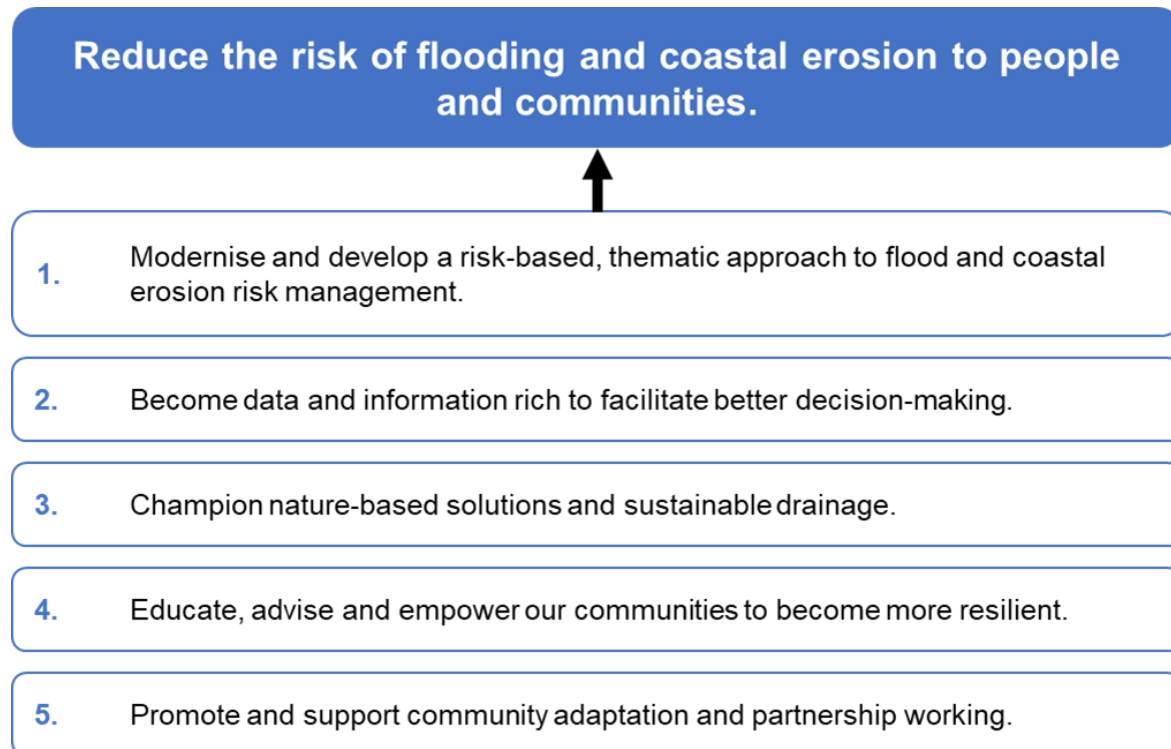 Reduce the risk of flooding and coastal erosion to people
and communities.
1.
Modernise and develop a risk-based, thematic approach to flood and coastal
erosion risk management.
2.
Become data and information rich to facilitate better decision-making.
3.
Champion nature-based solutions and sustainable drainage.
4.
Educate, advise and empower our communities to become more resilient.
5.
Promote and support community adaptation and partnership working.